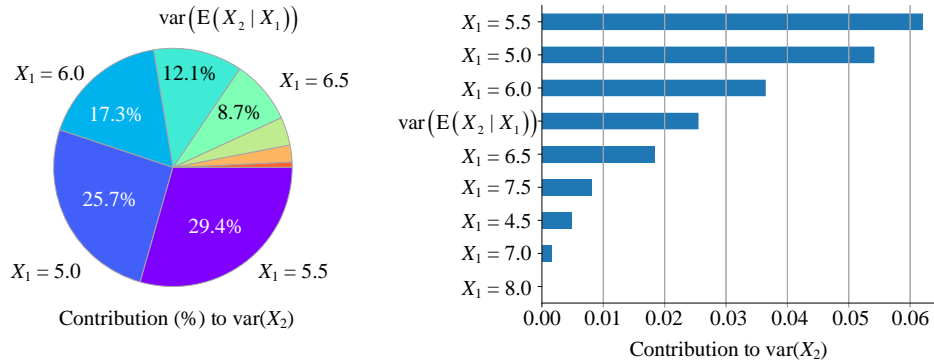 var(E(X₂ | X₁))
X₁ = 6.0
12.1%
X₁ = 6.5
17.3%
8.7%
25.7%
29.4%
X₁ = 5.0
X₁ = 5.5
Contribution (%) to var(X₂)
X₁ = 5.5
X₁ = 5.0
X₁ = 6.0
var(E(X₂ | X₁))
X₁ = 6.5
X₁ = 7.5
X₁ = 4.5
X₁ = 7.0
X₁ = 8.0
0.00 0.01 0.02 0.03 0.04 0.05 0.06
Contribution to var(X₂)